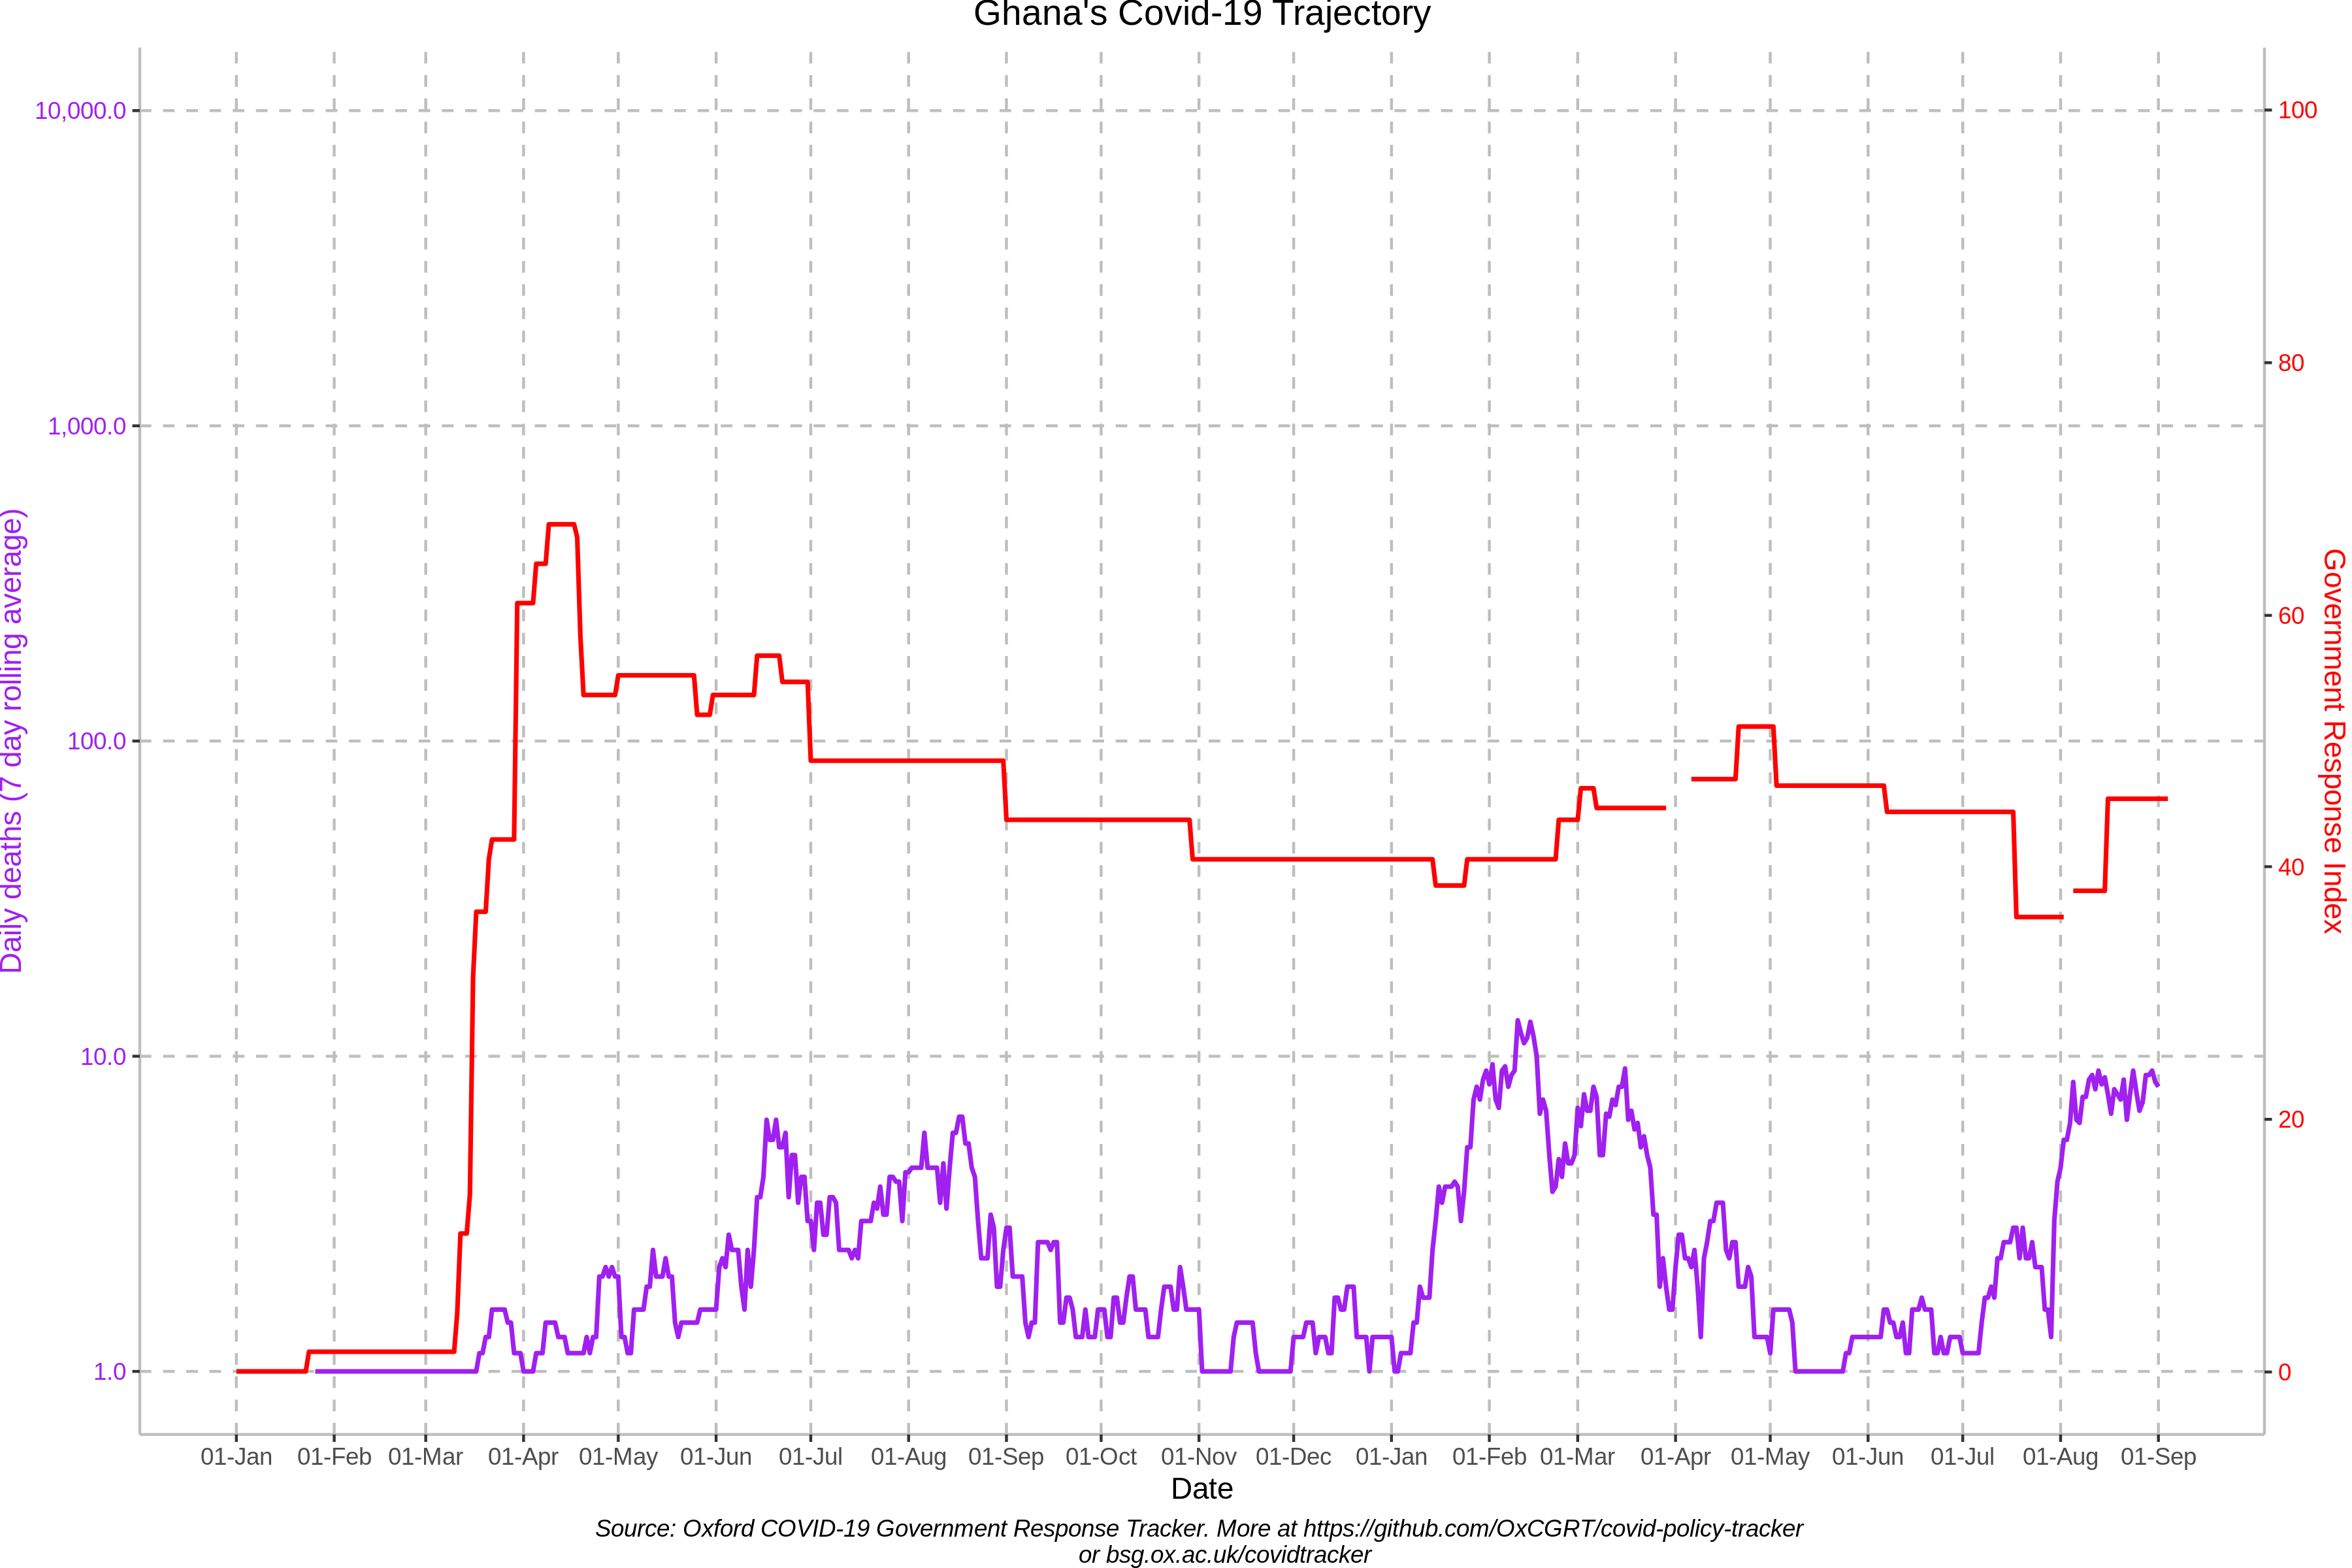 Ghana's Covid-19 Trajectory
10,000.0
1,000.0
100.0
10.0
1.0
Daily deaths (7 day rolling average)
100
80
60
40
20
0
Government Response Index
01-Jan 01-Feb 01-Mar 01-Apr 01-May 01-Jun 01-Jul 01-Aug 01-Sep 01-Oct 01-Nov 01-Dec 01-Jan 01-Feb 01-Mar 01-Apr 01-May 01-Jun 01-Jul 01-Aug 01-Sep
Date
Source: Oxford COVID-19 Government Response Tracker. More at https://github.com/OxCGRT/covid-policy-tracker
or bsg.ox.ac.uk/covidtracker